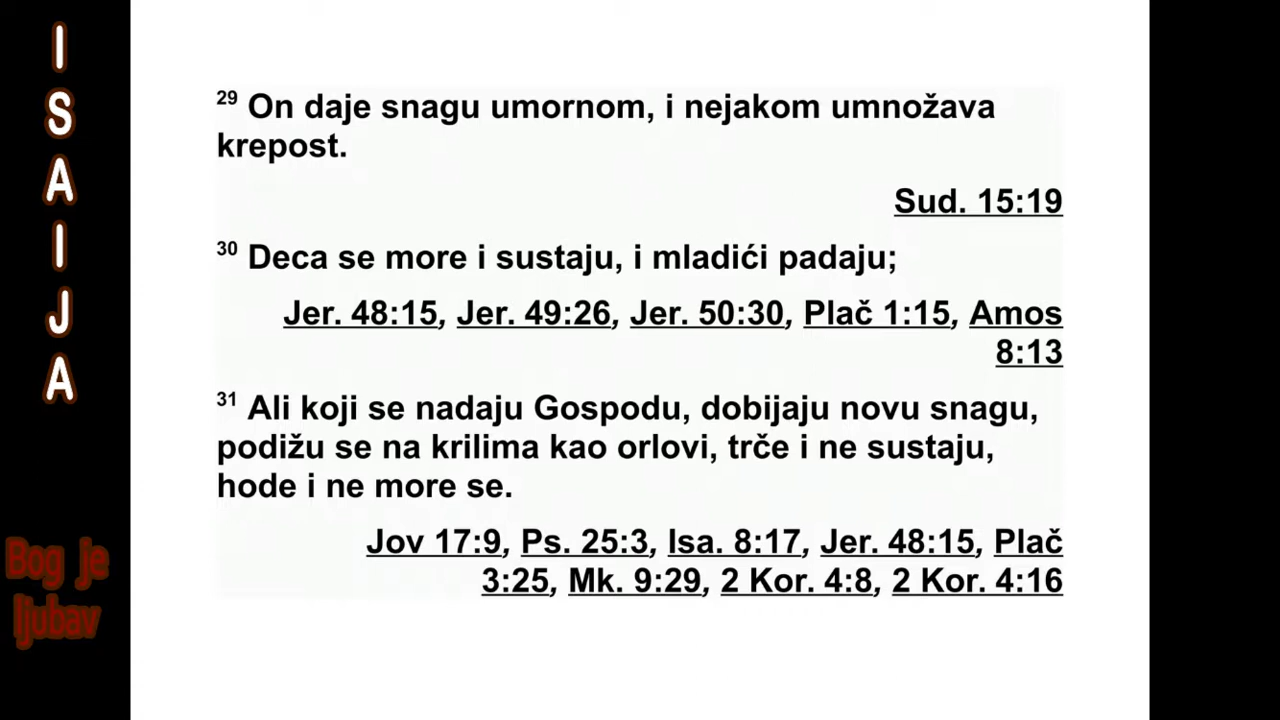 ISAIJA
Bog je
ljubav
29 On daje snagu umornom, i nejakom umnožava
krepost.
Sud. 15:19
30 Deca se more i sustaju, i mladići padaju;
Jer. 48:15, Jer. 49:26, Jer. 50:30, Plač 1:15, Amos
8:13
31 Ali koji se nadaju Gospodu, dobijaju novu snagu,
podižu se na krilima kao orlovi, trče i ne sustaju,
hode i ne more se.
Jov 17:9, Ps. 25:3, Isa. 8:17, Jer. 48:15, Plač
3:25, Mk. 9:29, 2 Kor. 4:8, 2 Kor. 4:16